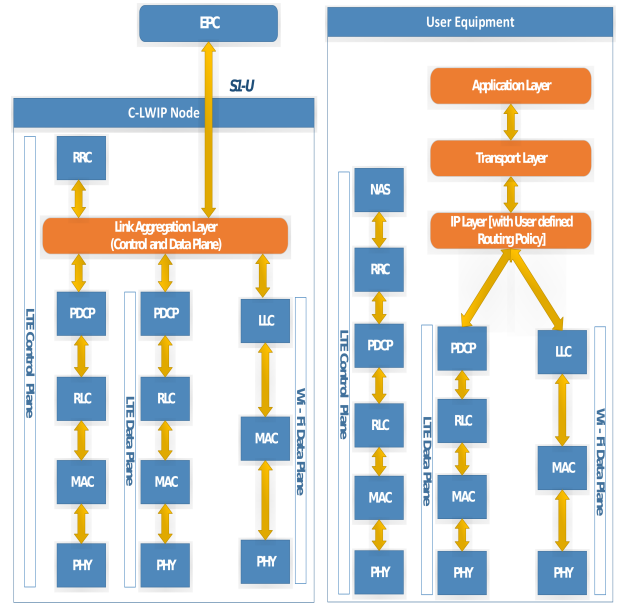 EPC
S1-U
C-LWIP Node
RRC
Link Aggregation Layer
(Control and Data Plane)
PDCP
PDCP
LLC
RLC
RLC
MAC
MAC
MAC
PHY
PHY
PHY
LTE Control Plane
LTE Data Plane
Wi - Fi Data Plane
User Equipment
Application Layer
Transport Layer
IP Layer [with User defined
Routing Policy]
NAS
RRC
PDCP
PDCP
LLC
RLC
RLC
MAC
MAC
MAC
PHY
PHY
PHY
LTE Control Plane
LTE Data Plane
Wi - Fi Data Plane